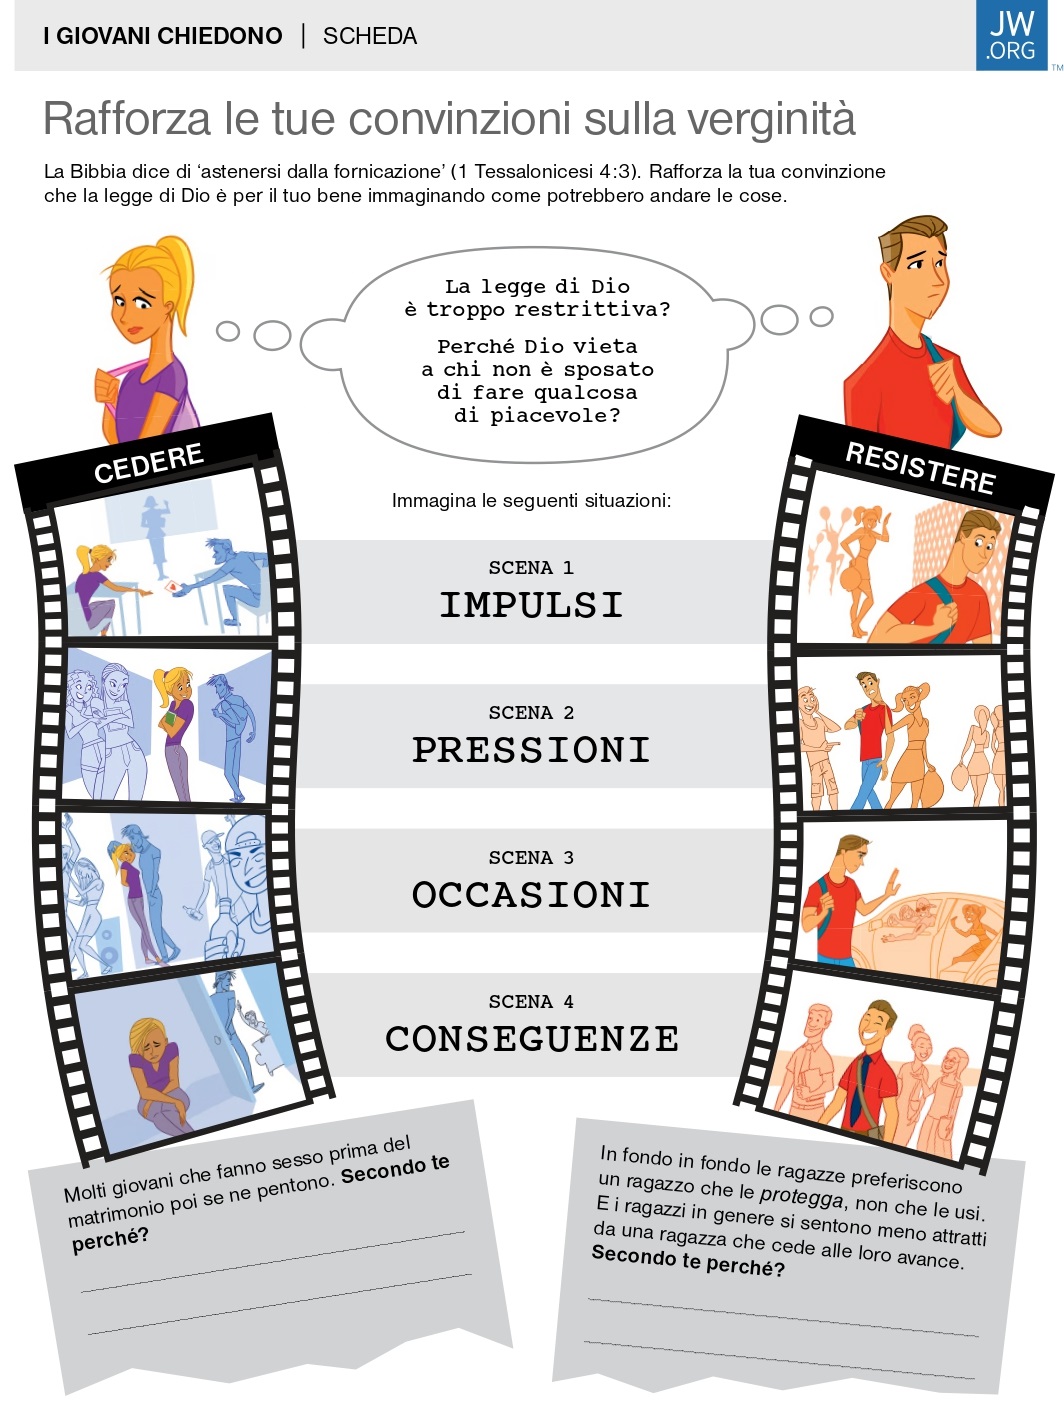 I GIOVANI CHIEDONO | SCHEDA
JW
.ORG
TM
Rafforza le tue convinzioni sulla verginità
La Bibbia dice di ‘astenersi dalla fornicazione’ (1 Tessalonicesi 4:3). Rafforza la tua convinzione
che la legge di Dio è per il tuo bene immaginando come potrebbero andare le cose.
La legge di Dio
è troppo restrittiva?
Perché Dio vieta
a chi non è sposato
di fare qualcosa
di piacevole?
CEDERE
RESISTERE
Immagina le seguenti situazioni:
SCENA 1
IMPULSI
SCENA 2
PRESSIONI
SCENA 3
OCCASIONI
SCENA 4
CONSEGUENZE
Molti giovani che fanno sesso prima del
matrimonio poi se ne pentono. Secondo te
perché?
In fondo in fondo le ragazze preferiscono
un ragazzo che le protegga, non che le usi.
E i ragazzi in genere si sentono meno attratti
da una ragazza che cede alle loro avance.
Secondo te perché?